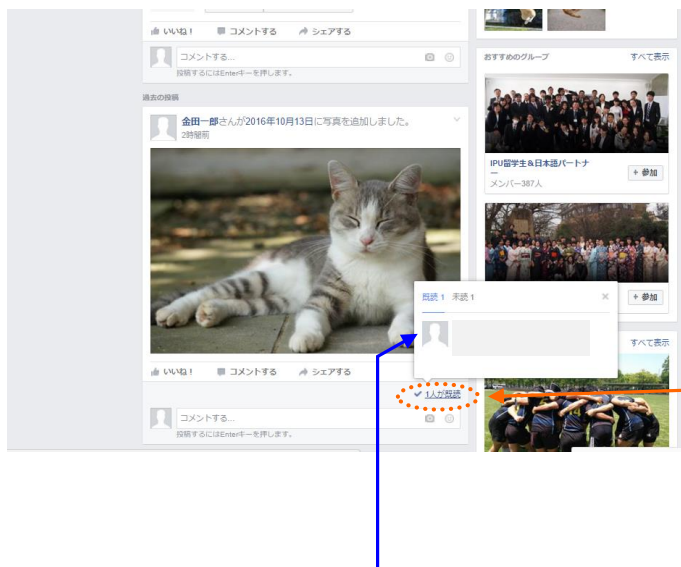 いいね！ コメントする シェアする
コメントする...
投稿するにはEnterキーを押します。
過去の投稿
金田一郎さんが2016年10月13日に写真を追加しました。
2時間前
いいね！ コメントする シェアする
1人が既読
コメントする...
投稿するにはEnterキーを押します。
既読 1 未読 1
おすすめのグループ すべて表示
IPU留学生&日本語パートナ
ー
メンバー387人
+ 参加
+ 参加
すべて表示